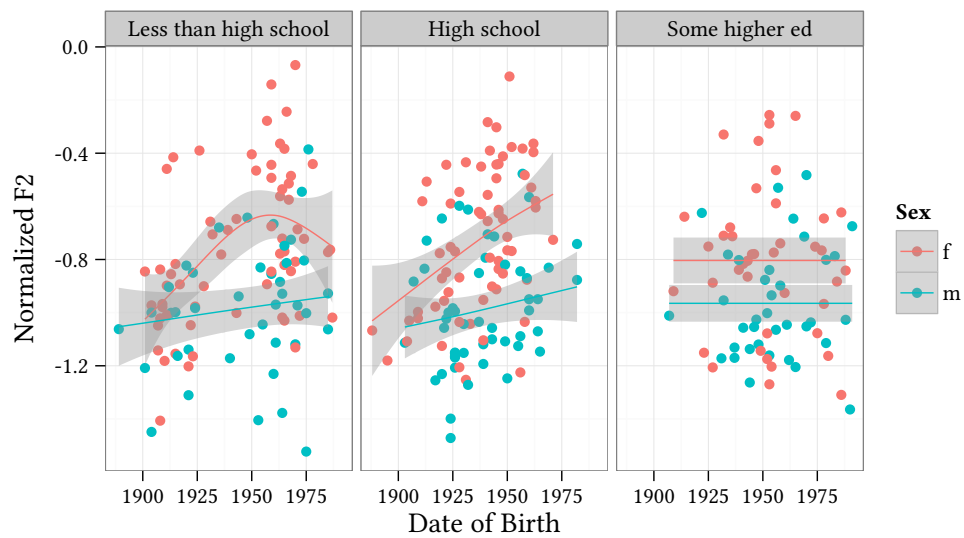 Less than high school
High school
Some higher ed
0.0
-0.4
-0.8
-1.2
Normalized F2
1900 1925 1950 1975
1900 1925 1950 1975
1900 1925 1950 1975
Date of Birth
Sex
f
m